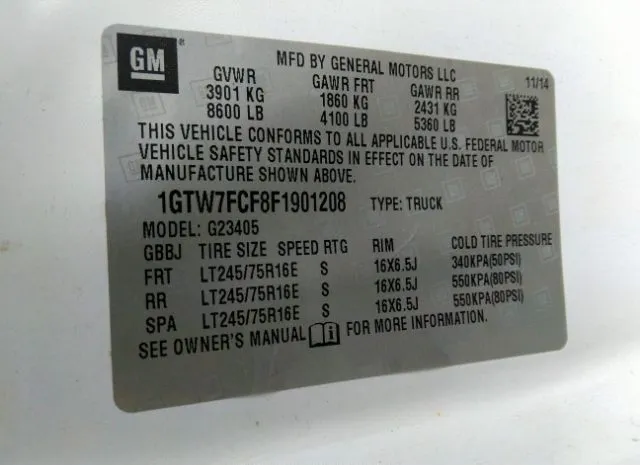 GM
MFD BY GENERAL MOTORS LLC
11/14
GVWR GAWR FRT GAWR RR
3901 KG 1860 KG 2431 KG
8600 LB 4100 LB 5360 LB
THIS VEHICLE CONFORMS TO ALL APPLICABLE U.S. FEDERAL MOTOR
VEHICLE SAFETY STANDARDS IN EFFECT ON THE DATE OF
MANUFACTURE SHOWN ABOVE.
1GTW7FCF8F1901208 TYPE: TRUCK
MODEL: G23405
GBBJ TIRE SIZE SPEED RTG RIM COLD TIRE PRESSURE
FRT LT245/75R16E S 16X6.5J 340KPA(50PSI)
RR LT245/75R16E S 16X6.5J 550KPA(80PSI)
SPA LT245/75R16E S 16X6.5J 550KPA(80PSI)
SEE OWNER'S MANUAL FOR MORE INFORMATION.